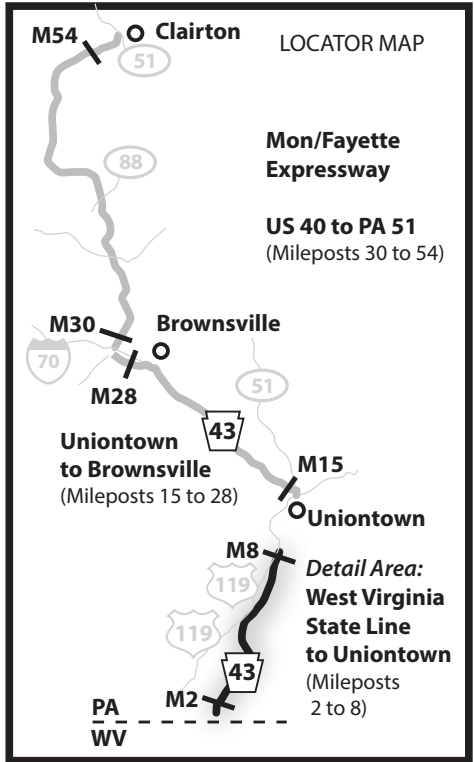 M54
Clairton
LOCATOR MAP
51
Mon/Fayette
Expressway
88
US 40 to PA 51
(Mileposts 30 to 54)
M30
Brownsville
70
M28
51
43
Uniontown
to Brownsville
(Mileposts 15 to 28)
M15
Uniontown
M8
Detail Area:
West Virginia
State Line
to Uniontown
(Mileposts
2 to 8)
119
119
43
M2
PA
WV